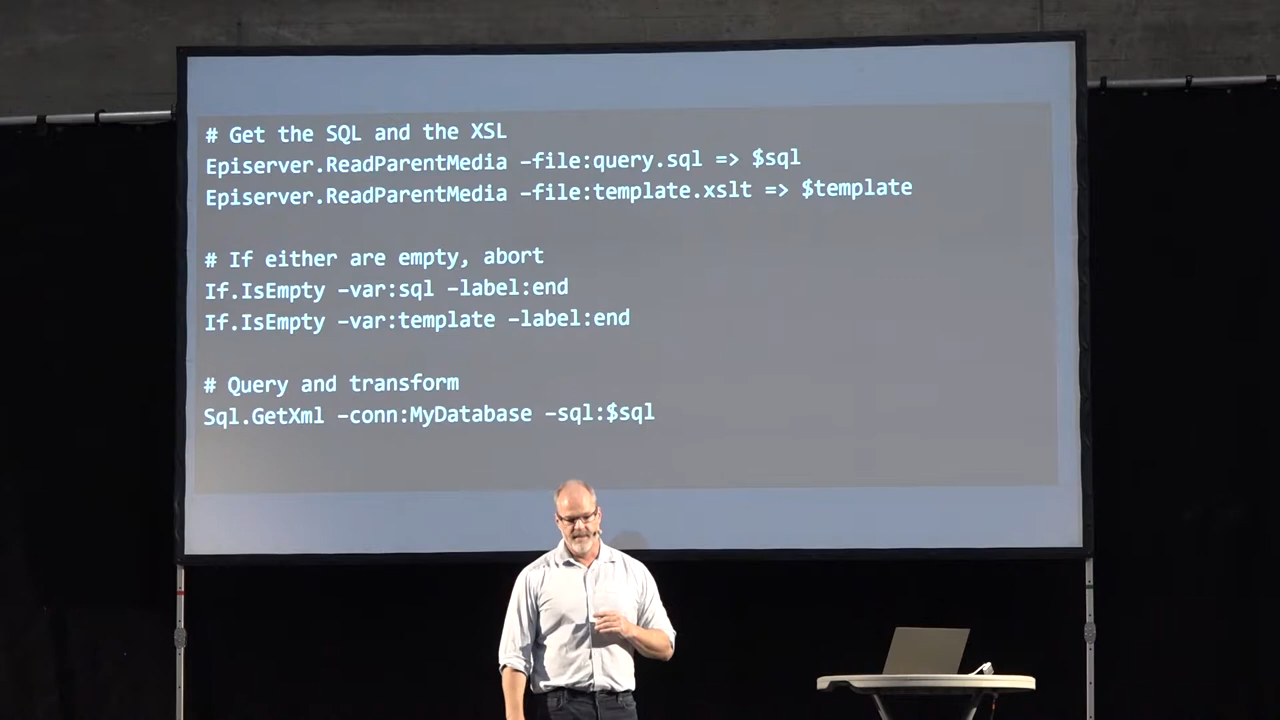 # Get the SQL and the XSL
Episerver.ReadParentMedia –file:query.sql => $sql
Episerver.ReadParentMedia –file:template.xslt => $template
# If either are empty, abort
If.IsEmpty –var:sql –label:end
If.IsEmpty –var:template –label:end
# Query and transform
Sql.GetXml –conn:MyDatabase –sql:$sql